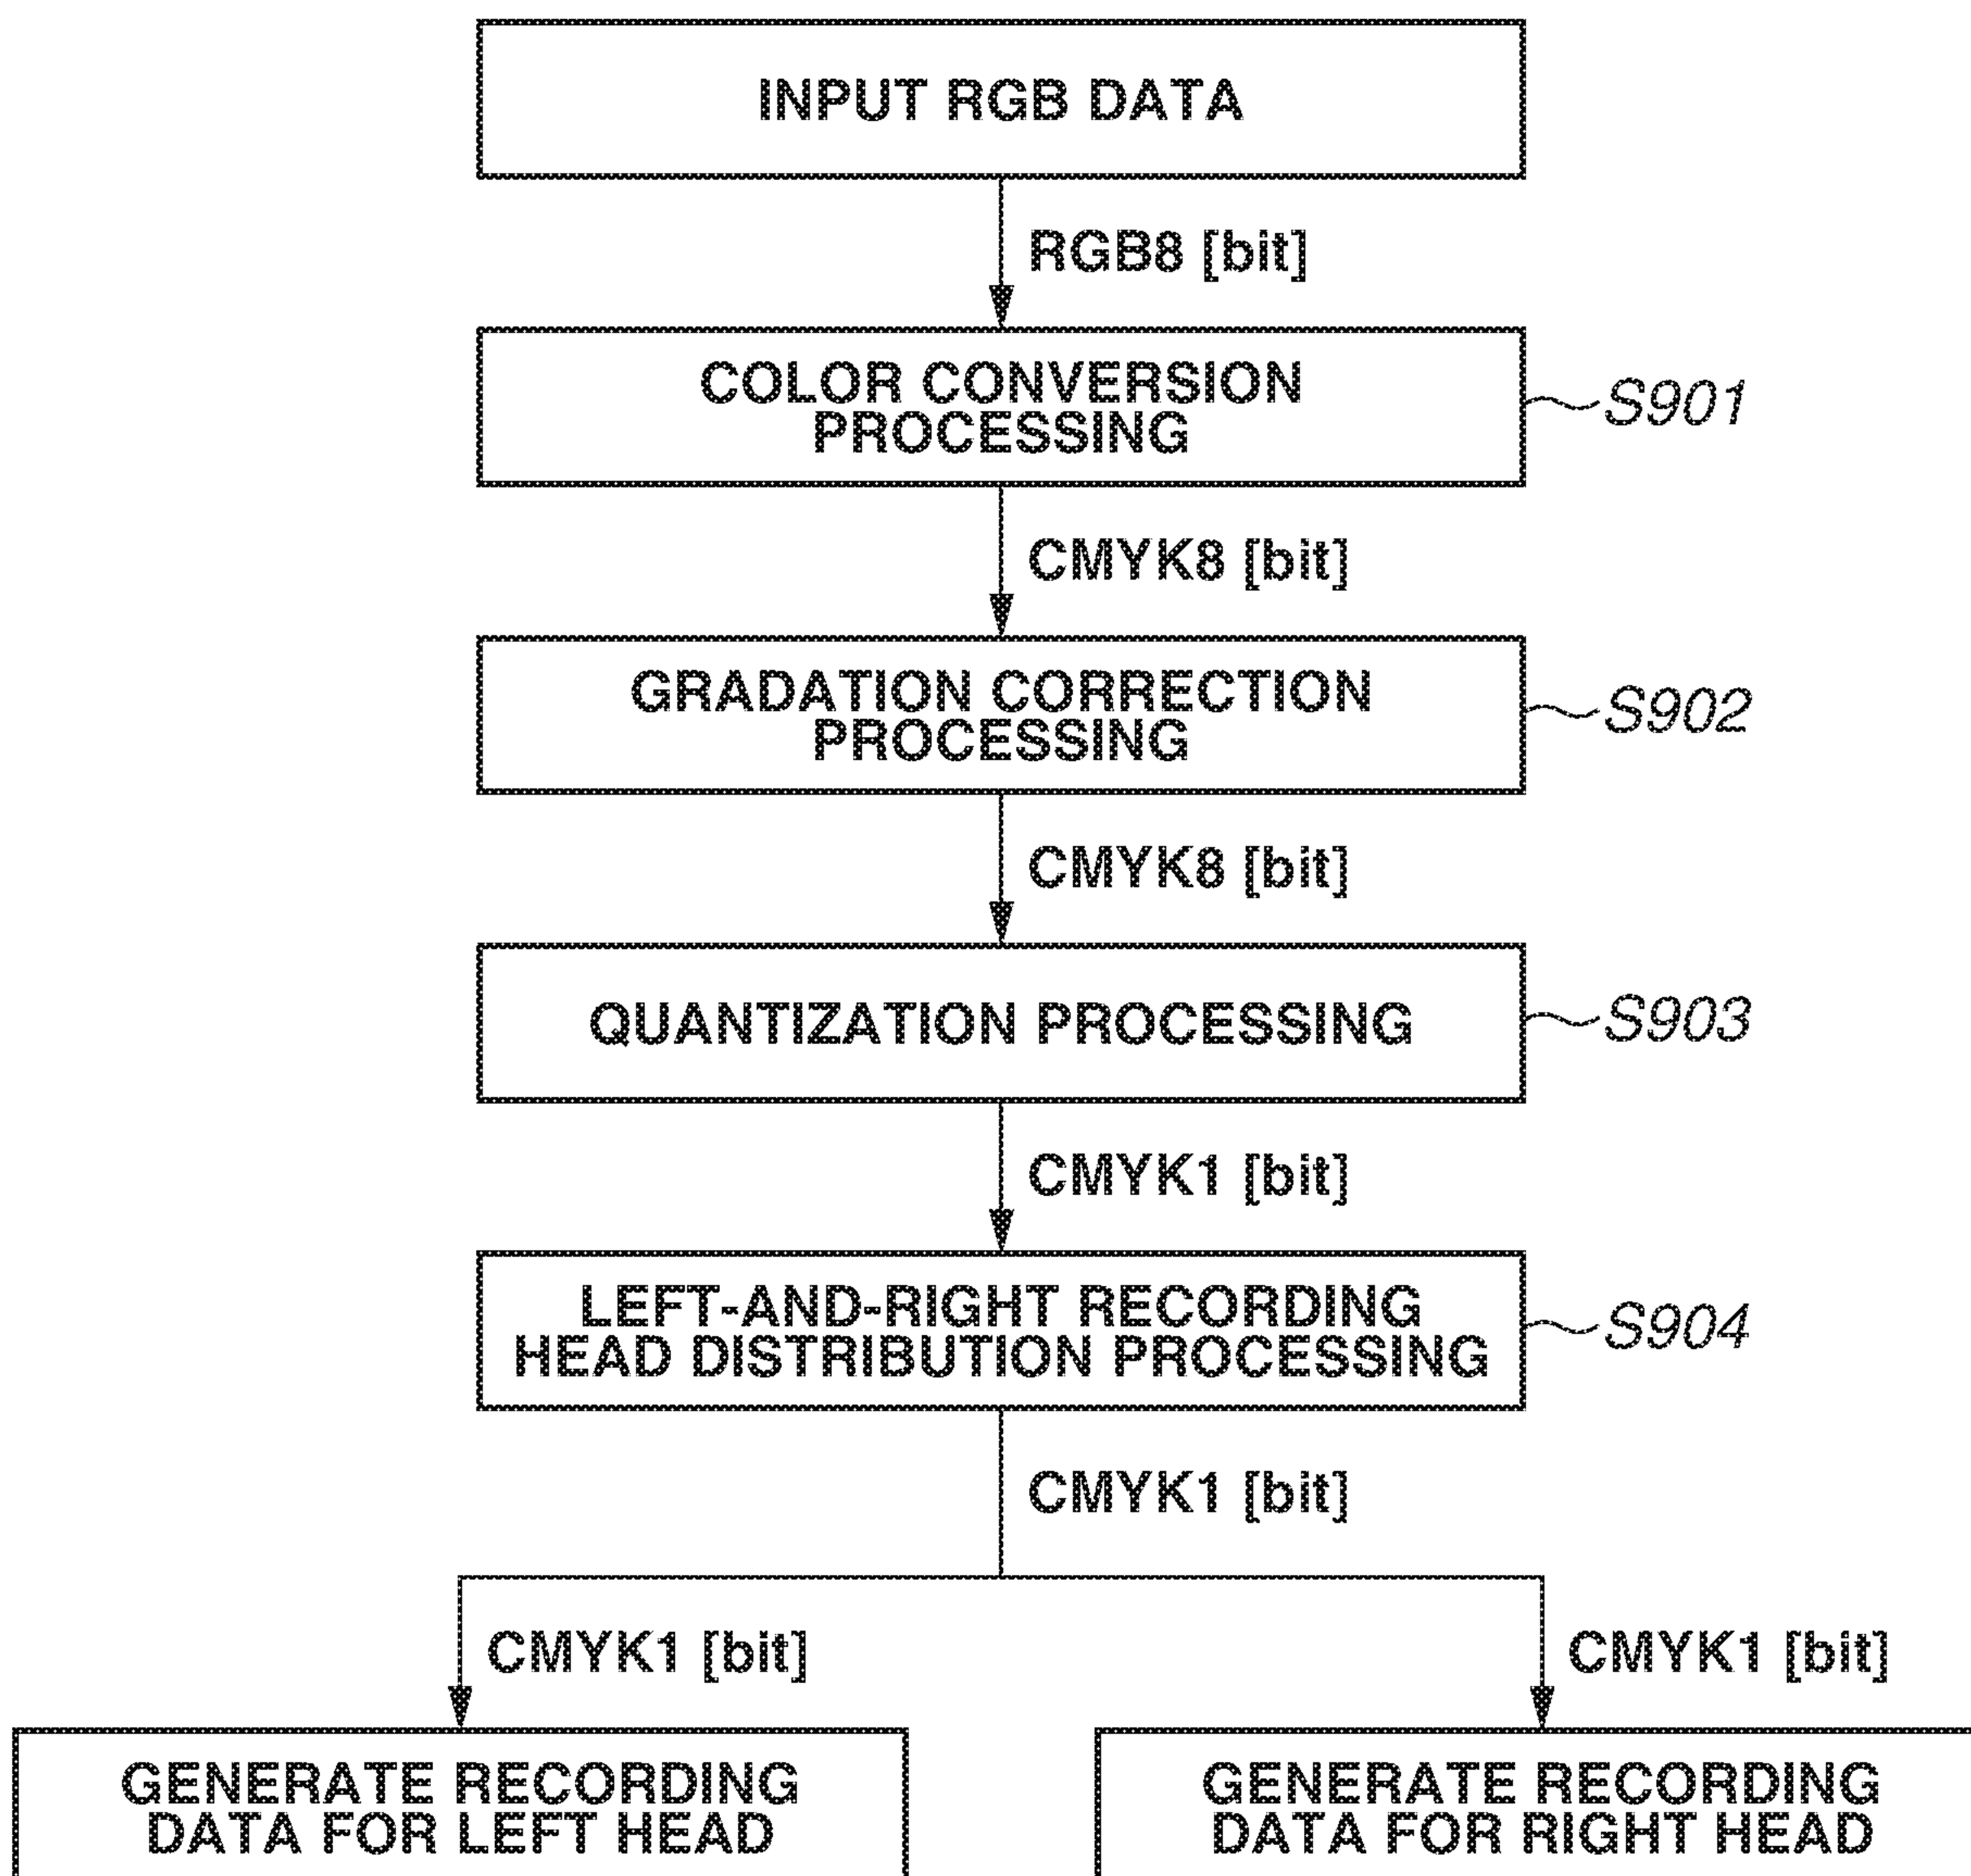 INPUT RGB DATA
RGB8 [bit]
COLOR CONVERSION
PROCESSING
S901
CMYK8 [bit]
GRADATION CORRECTION
PROCESSING
S902
CMYK8 [bit]
QUANTIZATION PROCESSING
S903
CMYK1 [bit]
LEFT-AND-RIGHT RECORDING
HEAD DISTRIBUTION PROCESSING
S904
CMYK1 [bit]
CMYK1 [bit]
CMYK1 [bit]
GENERATE RECORDING
DATA FOR LEFT HEAD
GENERATE RECORDING
DATA FOR RIGHT HEAD